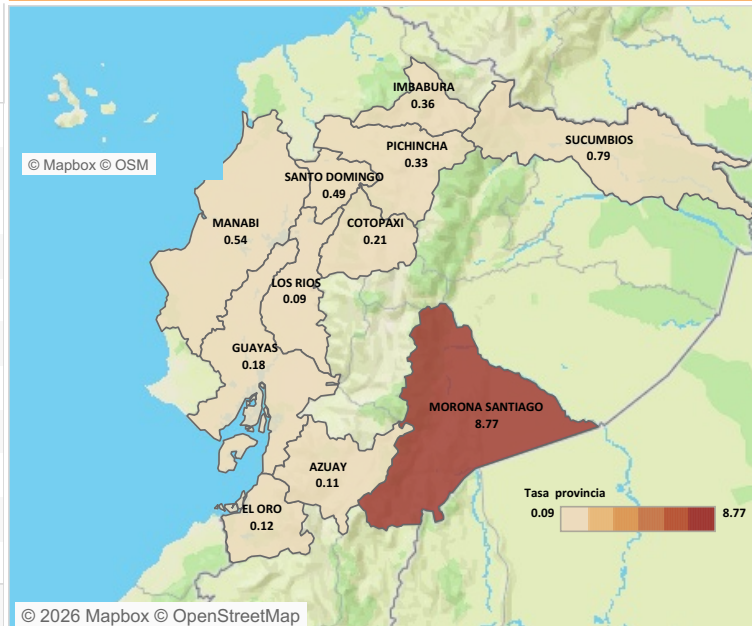 IMBABURA
0.36
SUCUMBIOS
0.79
PICHINCHA
0.33
© Mapbox © OSM
SANTO DOMINGO
0.49
MANABI
0.54
COTOPAXI
0.21
LOS RIOS
0.09
GUAYAS
0.18
MORONA SANTIAGO
8.77
AZUAY
0.11
EL ORO
0.12
Tasa provincia
0.09 8.77
© 2026 Mapbox © OpenStreetMap